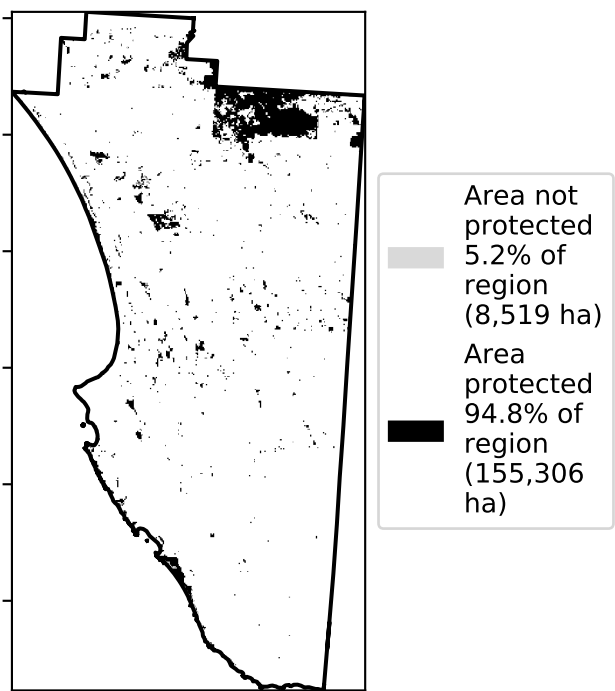 Area not
protected
5.2% of
region
(8,519 ha)
Area
protected
94.8% of
region
(155,306
ha)